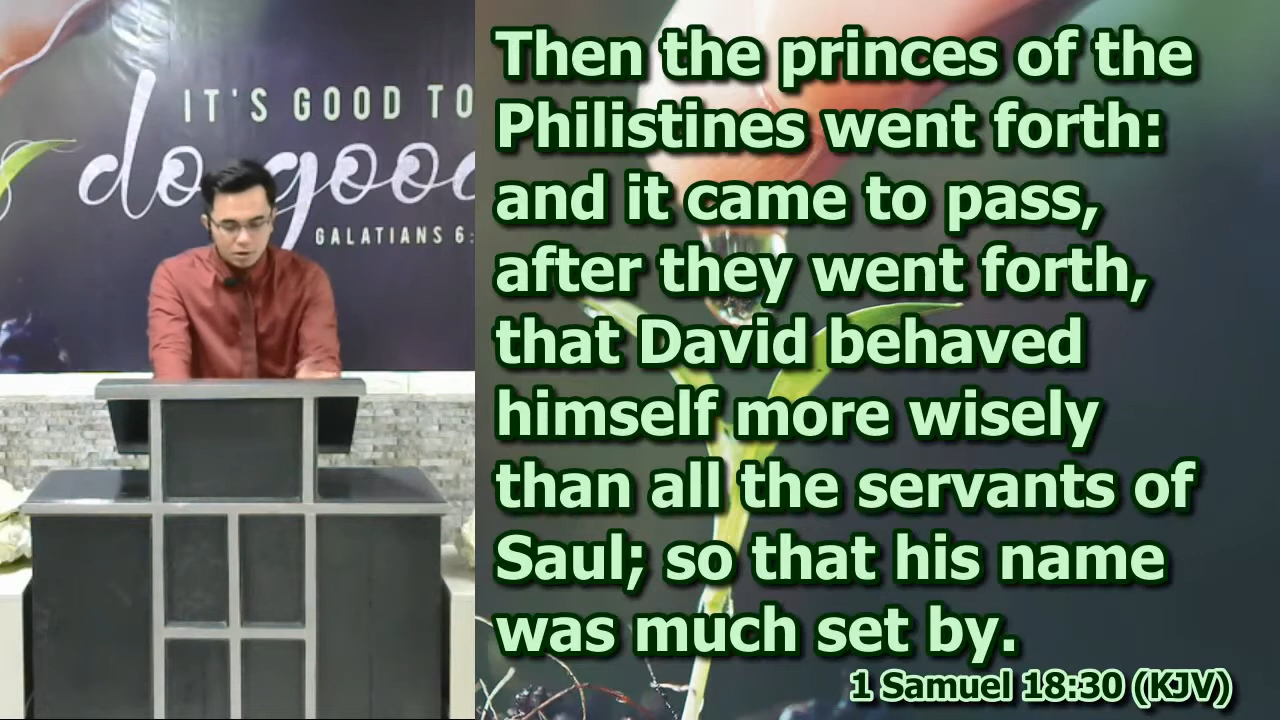 IT'S GOOD TO
do good
GALATIANS 6:
Then the princes of the
Philistines went forth:
and it came to pass,
after they went forth,
that David behaved
himself more wisely
than all the servants of
Saul; so that his name
was much set by.
1 Samuel 18:30 (KJV)